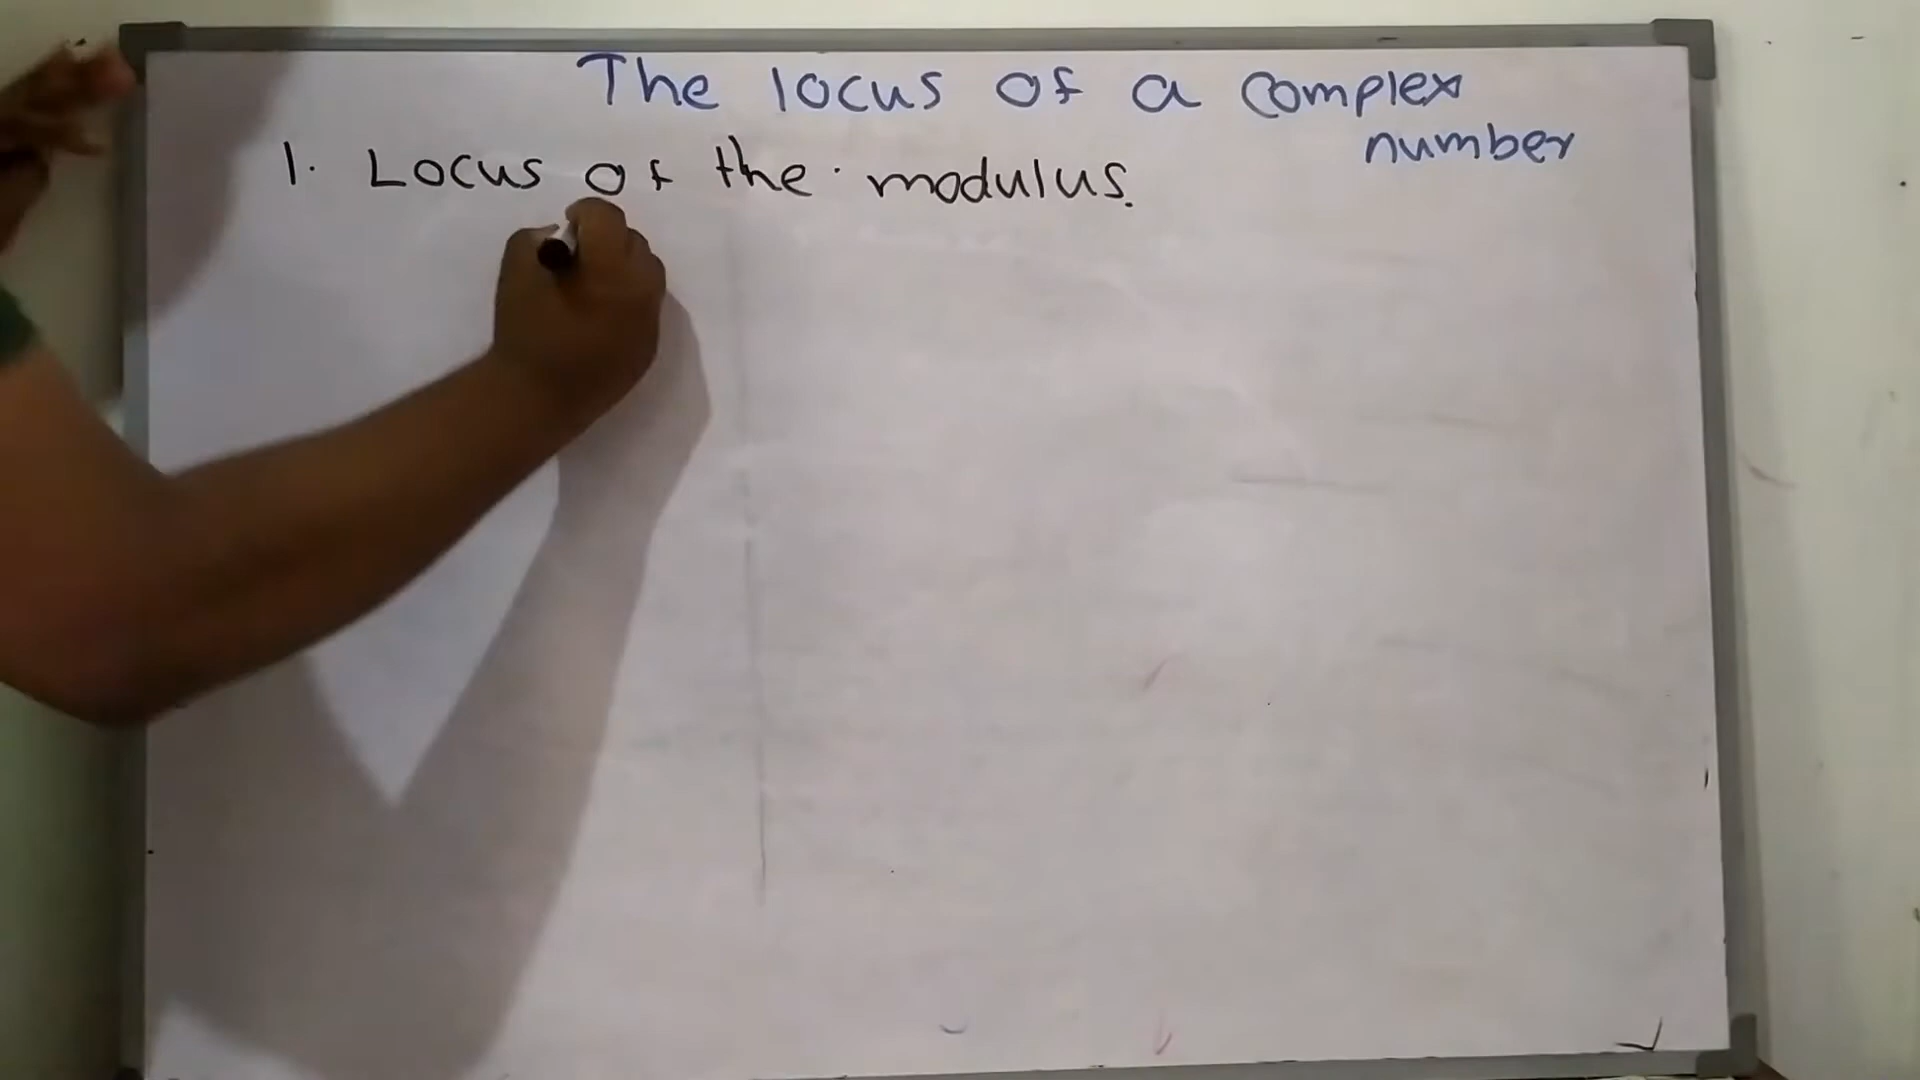 The locus of a complex
number
1. Locus of the modulus.